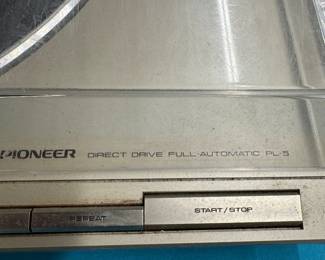 PIONEER DIRECT DRIVE FULL-AUTOMATIC PL-5
REPEAT START/STOP